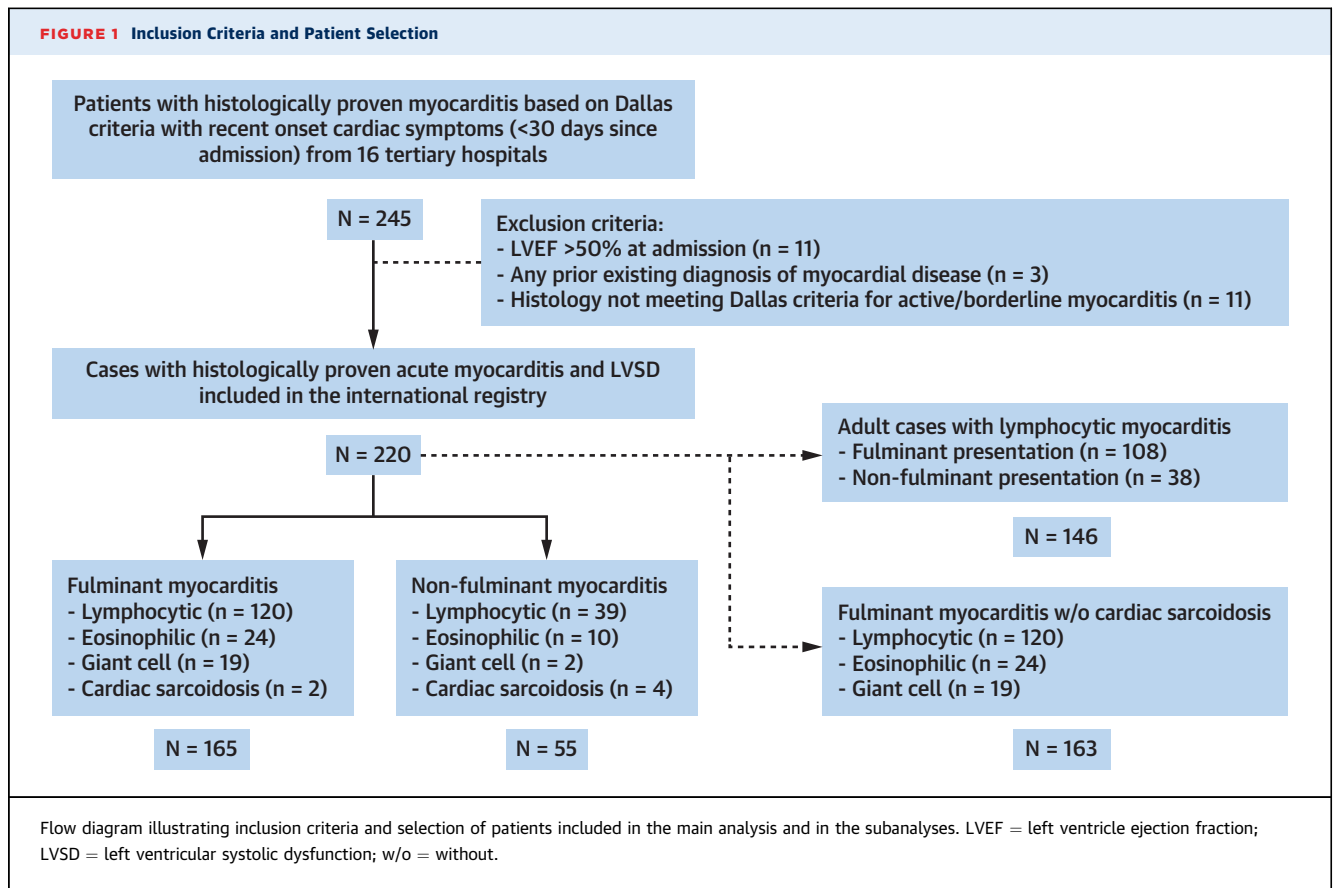 FIGURE 1 Inclusion Criteria and Patient Selection
Patients with histologically proven myocarditis based on Dallas
criteria with recent onset cardiac symptoms (<30 days since
admission) from 16 tertiary hospitals
N = 245
Exclusion criteria:
- LVEF >50% at admission (n = 11)
- Any prior existing diagnosis of myocardial disease (n = 3)
- Histology not meeting Dallas criteria for active/borderline myocarditis (n = 11)
Cases with histologically proven acute myocarditis and LVSD
included in the international registry
N = 220
Adult cases with lymphocytic myocarditis
- Fulminant presentation (n = 108)
- Non-fulminant presentation (n = 38)
N = 146
Fulminant myocarditis
- Lymphocytic (n = 120)
- Eosinophilic (n = 24)
- Giant cell (n = 19)
- Cardiac sarcoidosis (n = 2)
N = 165
Non-fulminant myocarditis
- Lymphocytic (n = 39)
- Eosinophilic (n = 10)
- Giant cell (n = 2)
- Cardiac sarcoidosis (n = 4)
N = 55
Fulminant myocarditis w/o cardiac sarcoidosis
- Lymphocytic (n = 120)
- Eosinophilic (n = 24)
- Giant cell (n = 19)
N = 163
Flow diagram illustrating inclusion criteria and selection of patients included in the main analysis and in the subanalyses. LVEF = left ventricle ejection fraction;
LVSD = left ventricular systolic dysfunction; w/o = without.